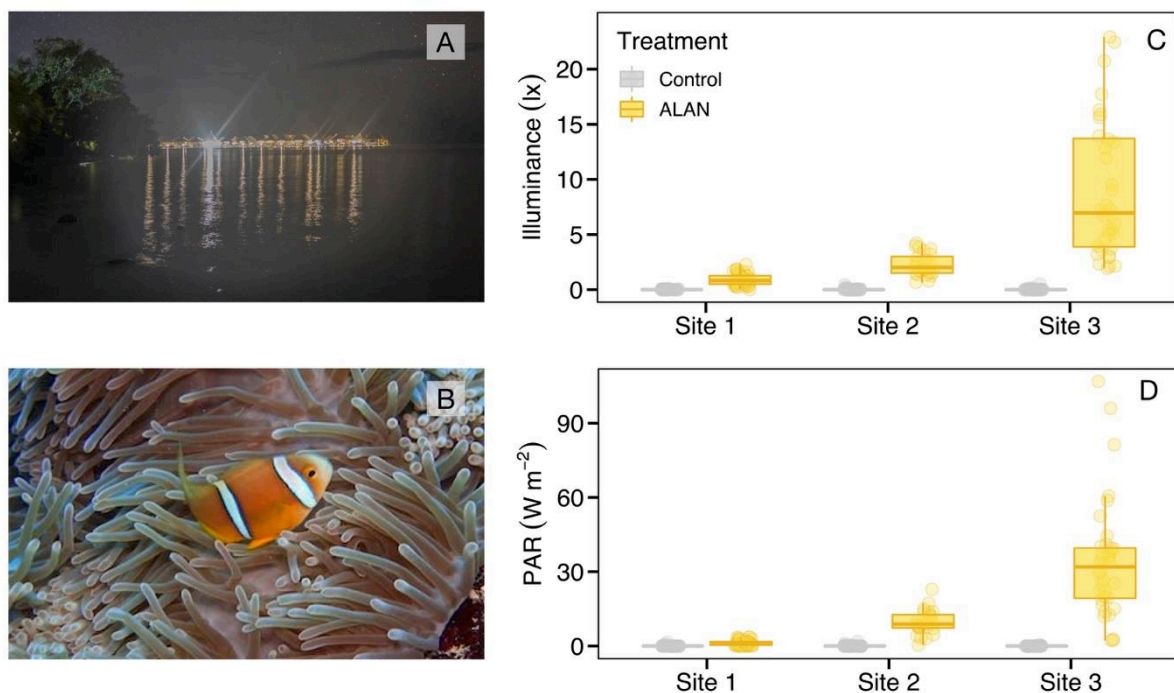 A
B
C
Treatment
Control
ALAN
Illuminance (lx)
20
15
10
5
0
Site 1
Site 2
Site 3
D
PAR (W m⁻²)
90
60
30
0
Site 1
Site 2
Site 3